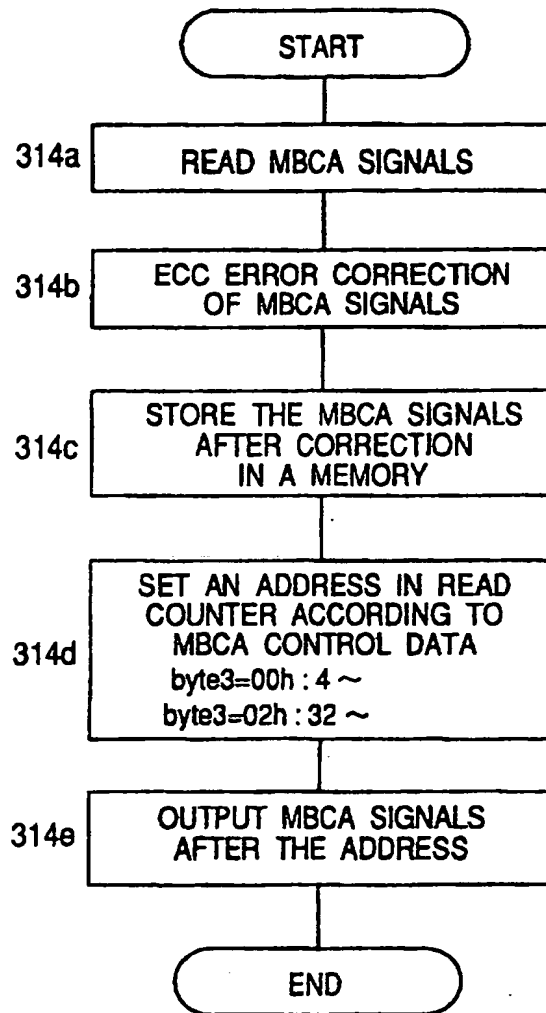 START
314a
READ MBCA SIGNALS
314b
ECC ERROR CORRECTION
OF MBCA SIGNALS
314c
STORE THE MBCA SIGNALS
AFTER CORRECTION
IN A MEMORY
314d
SET AN ADDRESS IN READ
COUNTER ACCORDING TO
MBCA CONTROL DATA
byte3=00h : 4 ~
byte3=02h : 32 ~
314e
OUTPUT MBCA SIGNALS
AFTER THE ADDRESS
END